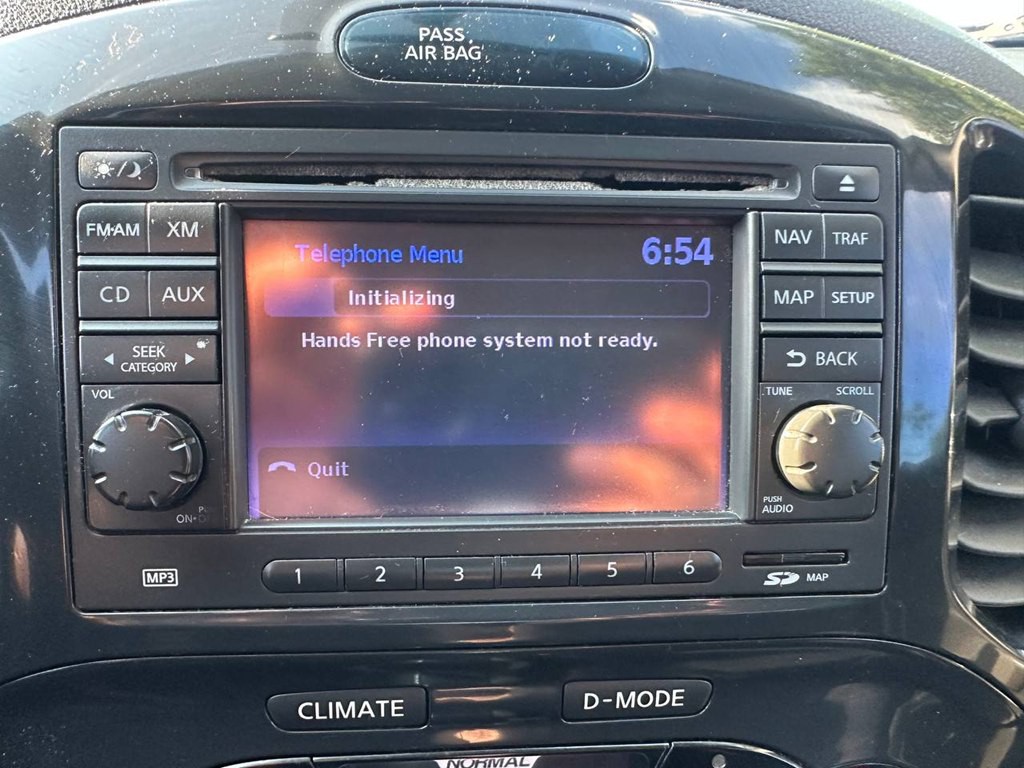 PASS
AIR BAG
FM·AM XM
CD AUX
SEEK
CATEGORY
VOL
Telephone Menu 6:54
Initializing
Hands Free phone system not ready.
Quit
NAV TRAF
MAP SETUP
BACK
TUNE SCROLL
PUSH
AUDIO
MP3
1 2 3 4 5 6
SD MAP
CLIMATE D-MODE
NORMAL